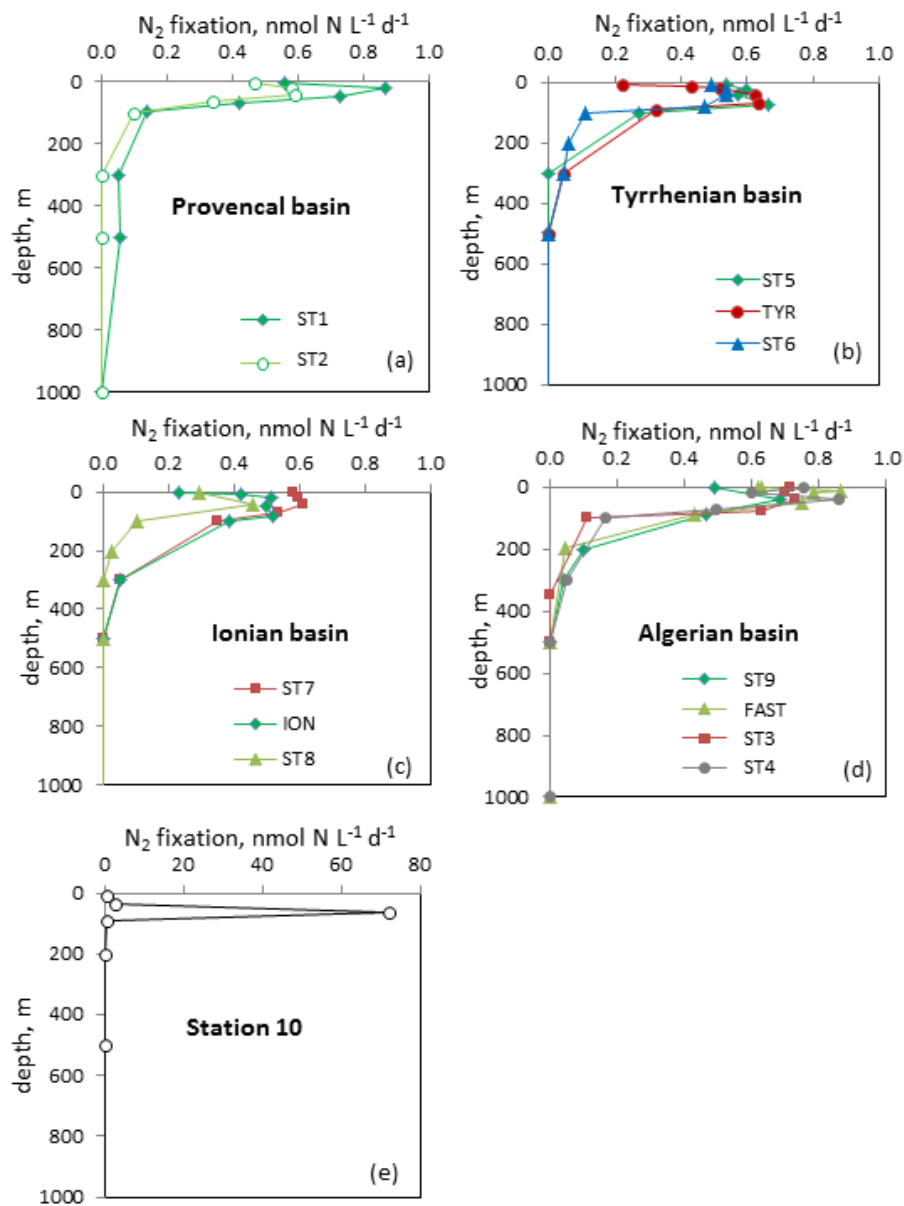 N2 fixation, nmol N L-1 d-1
0.0 0.2 0.4 0.6 0.8 1.0
0
200
400
600
800
1000
depth, m
Provencal basin
ST1
ST2
(a)
N2 fixation, nmol N L-1 d-1
0.0 0.2 0.4 0.6 0.8 1.0
0
200
400
600
800
1000
depth, m
Tyrrhenian basin
ST5
TYR
ST6
(b)
N2 fixation, nmol N L-1 d-1
0.0 0.2 0.4 0.6 0.8 1.0
0
200
400
600
800
1000
depth, m
Ionian basin
ST7
ION
ST8
(c)
N2 fixation, nmol N L-1 d-1
0.0 0.2 0.4 0.6 0.8 1.0
0
200
400
600
800
1000
depth, m
Algerian basin
ST9
FAST
ST3
ST4
(d)
N2 fixation, nmol N L-1 d-1
0 20 40 60 80
0
200
400
600
800
1000
depth, m
Station 10
(e)